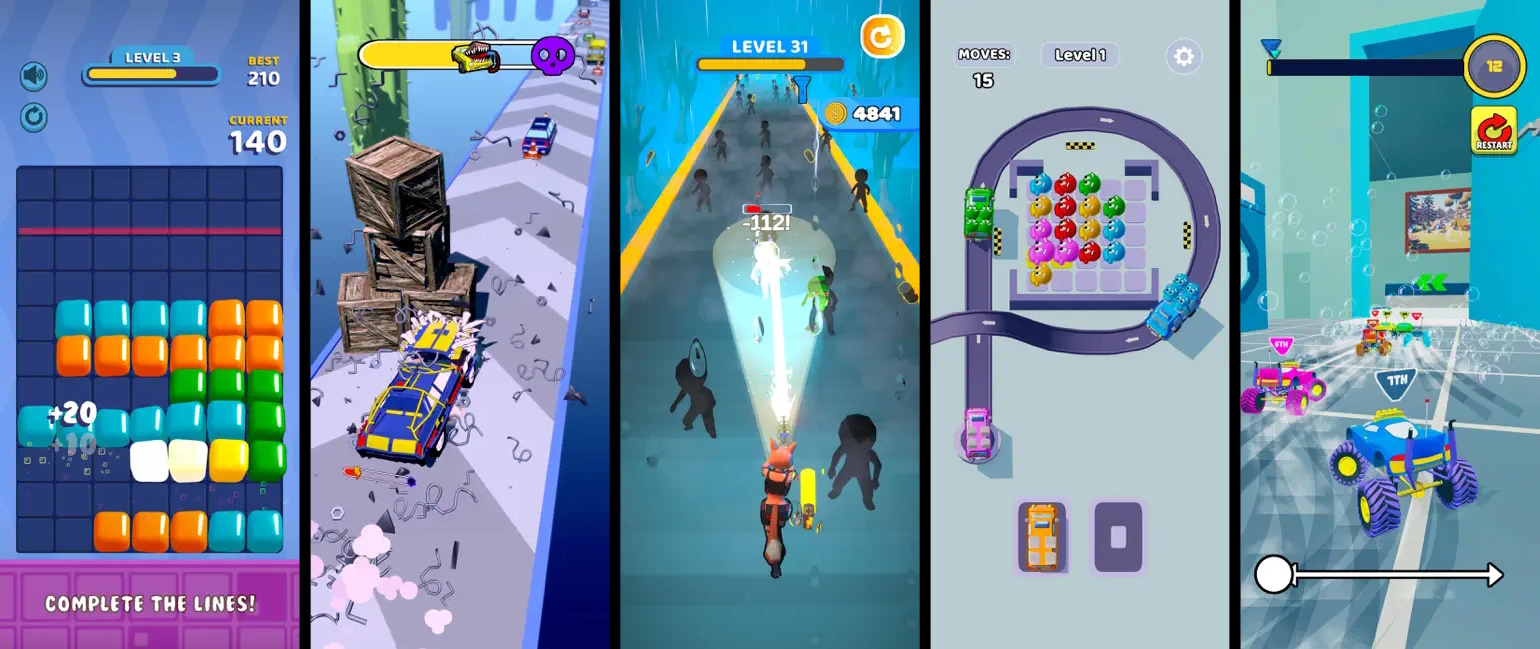 LEVEL 3
BEST
210
CURRENT
140
+20
+10
COMPLETE THE LINES!
LEVEL 31
4841
-112!
MOVES:
15
Level 1
12
RESTART
6TH
7TH